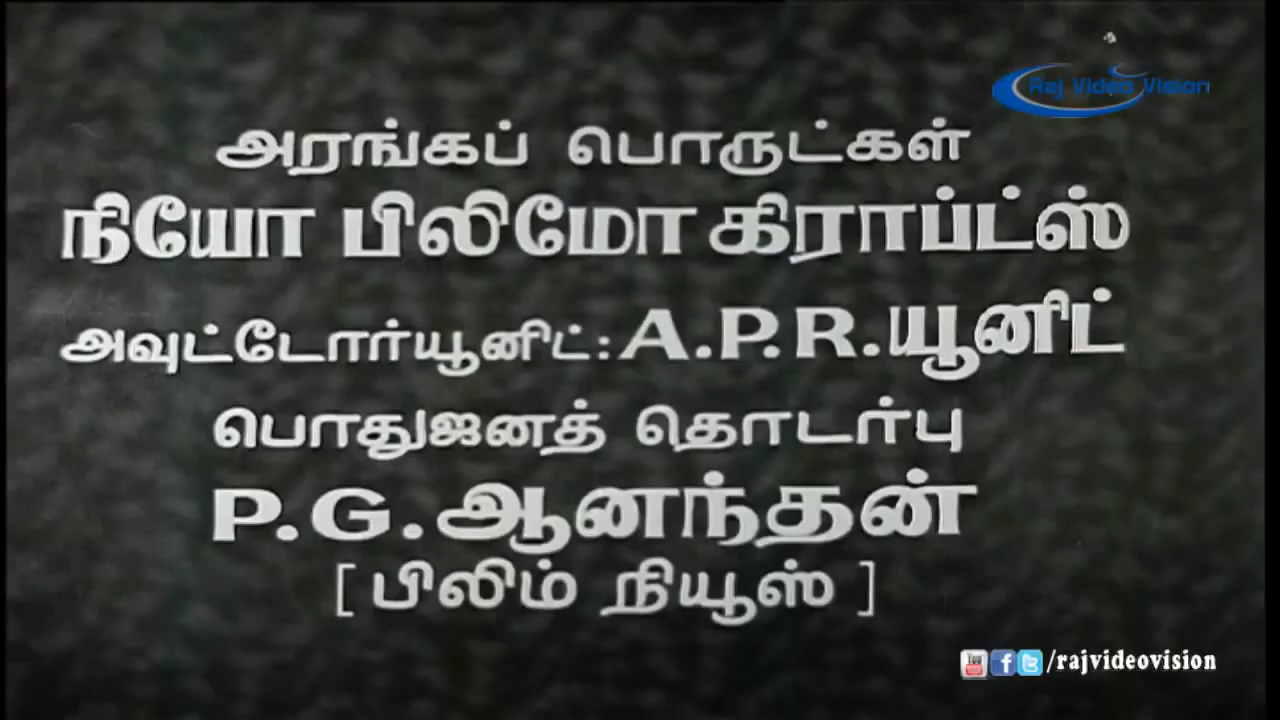 Raj Video Vision
அரங்கப் பொருட்கள்
நியோ பிலிமோ கிராப்ட்ஸ்
அவுட்டோர்யூனிட்: A.P.R.யூனிட்
பொதுஜனத் தொடர்பு
P.G.ஆனந்தன்
[பிலிம் நியூஸ்]
/rajvideovision